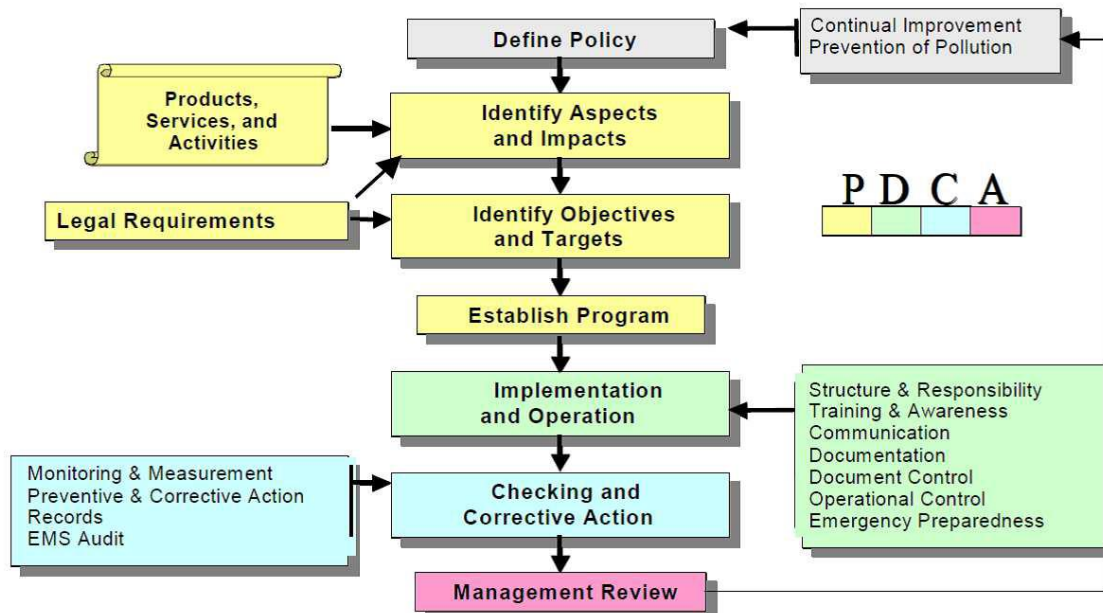 Define Policy
Continual Improvement
Prevention of Pollution
Products,
Services, and
Activities
Identify Aspects
and Impacts
Legal Requirements
Identify Objectives
and Targets
P D C A
Establish Program
Implementation
and Operation
Structure & Responsibility
Training & Awareness
Communication
Documentation
Document Control
Operational Control
Emergency Preparedness
Monitoring & Measurement
Preventive & Corrective Action
Records
EMS Audit
Checking and
Corrective Action
Management Review